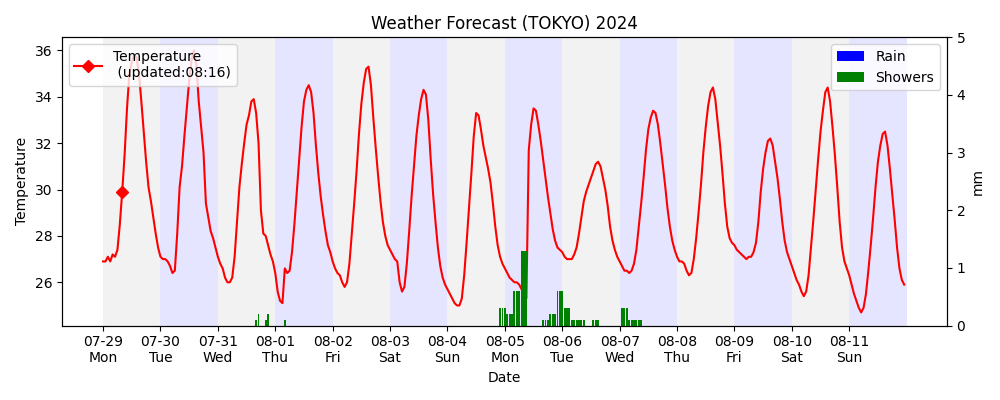 Weather Forecast (TOKYO) 2024
Temperature
(updated:08:16)
Rain
Showers
Temperature
36
34
32
30
28
26
5
4
3
2
1
0
mm
07-29 07-30 07-31 08-01 08-02 08-03 08-04 08-05 08-06 08-07 08-08 08-09 08-10 08-11
Mon Tue Wed Thu Fri Sat Sun Mon Tue Wed Thu Fri Sat Sun
Date